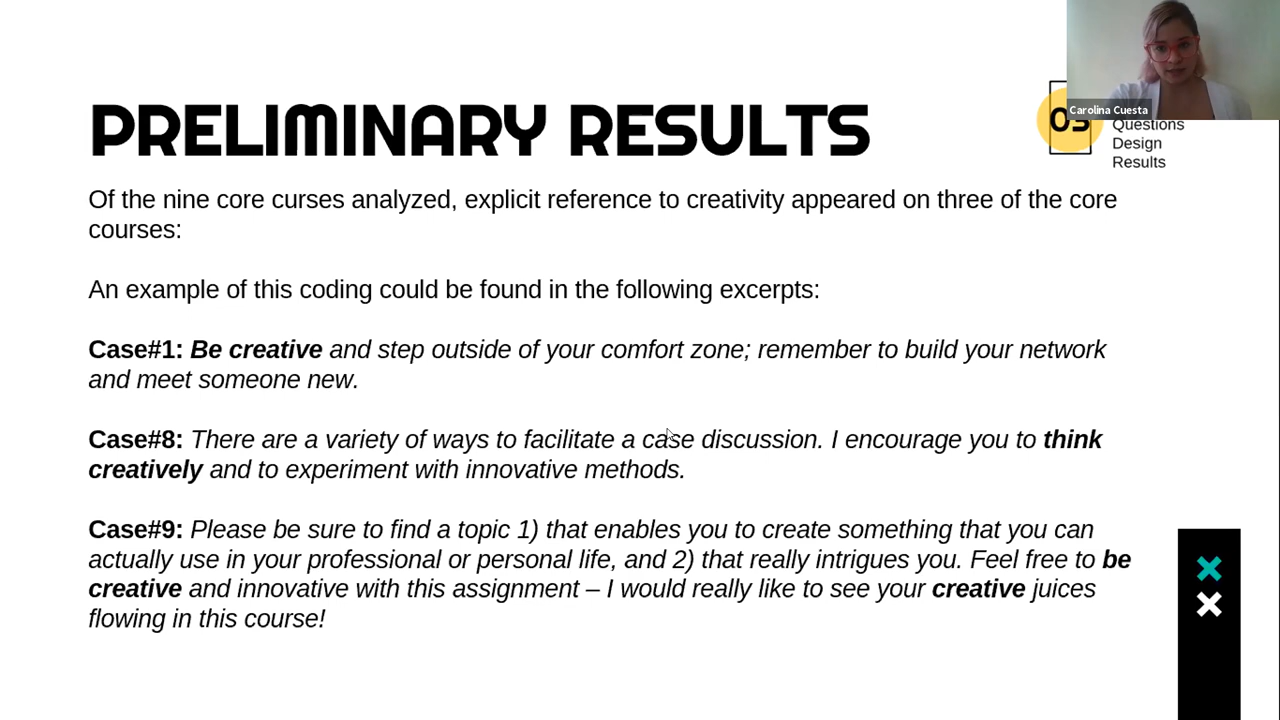 PRELIMINARY RESULTS
Carolina Cuesta
03
Questions
Design
Results
Of the nine core curses analyzed, explicit reference to creativity appeared on three of the core
courses:
An example of this coding could be found in the following excerpts:
Case#1: Be creative and step outside of your comfort zone; remember to build your network
and meet someone new.
Case#8: There are a variety of ways to facilitate a case discussion. I encourage you to think
creatively and to experiment with innovative methods.
Case#9: Please be sure to find a topic 1) that enables you to create something that you can
actually use in your professional or personal life, and 2) that really intrigues you. Feel free to be
creative and innovative with this assignment – I would really like to see your creative juices
flowing in this course!